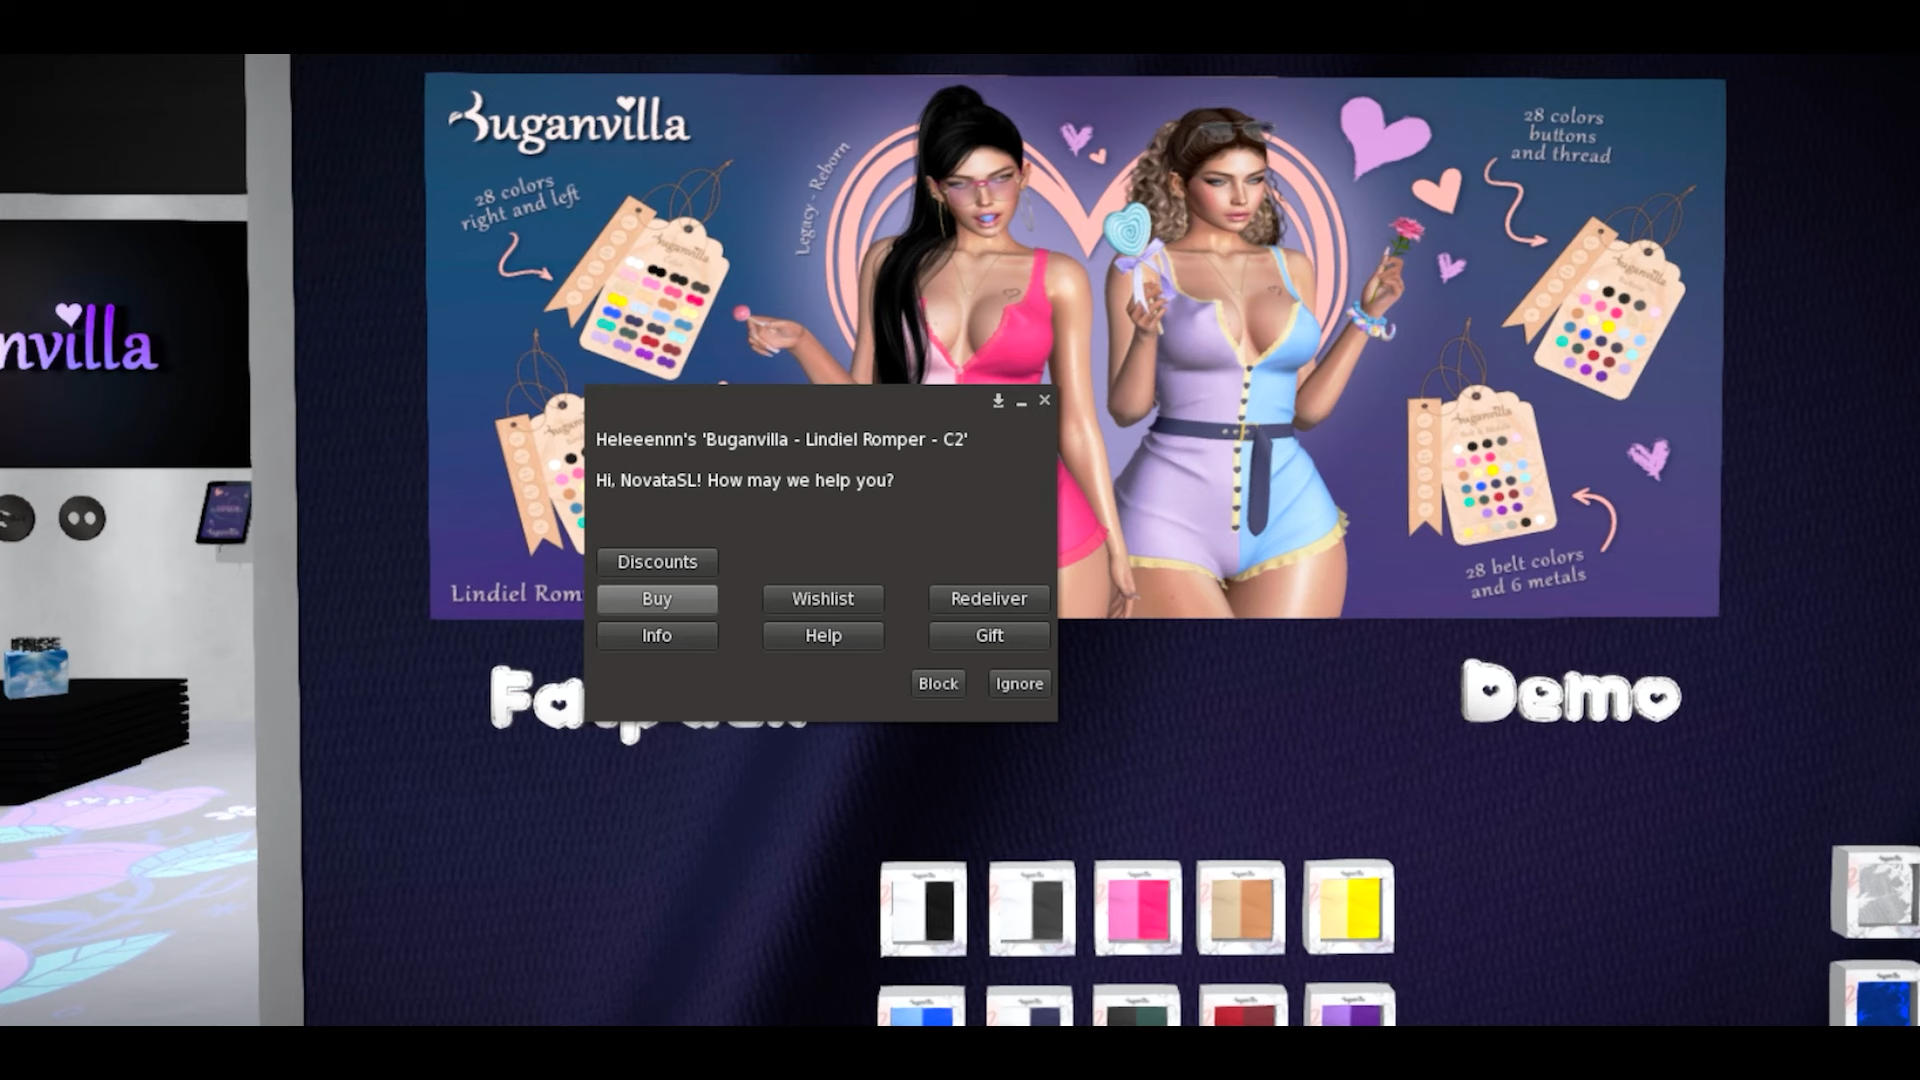 Buganvilla
28 colors
right and left
Legacy - Reborn
28 colors
buttons
and thread
nvilla
Heleeennn's 'Buganvilla - Lindiel Romper - C2'
Hi, NovataSL! How may we help you?
Discounts
Buy
Wishlist
Redeliver
Info
Help
Gift
Block
Ignore
28 belt colors
and 6 metals
Lindiel Rom
Demo